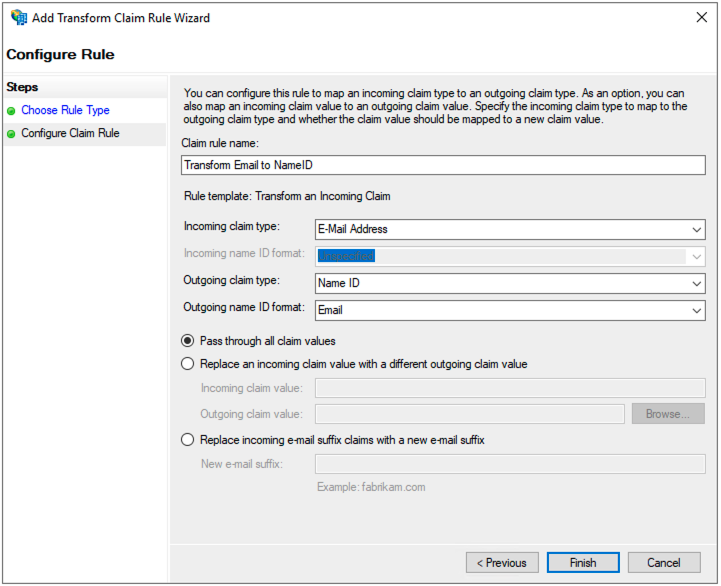 Add Transform Claim Rule Wizard
Configure Rule
Steps
Choose Rule Type
Configure Claim Rule
You can configure this rule to map an incoming claim type to an outgoing claim type. As an option, you can
also map an incoming claim value to an outgoing claim value. Specify the incoming claim type to map to the
outgoing claim type and whether the claim value should be mapped to a new claim value.
Claim rule name:
Transform Email to NameID
Rule template: Transform an Incoming Claim
Incoming claim type:
E-Mail Address
Incoming name ID format:
Outgoing claim type:
Name ID
Outgoing name ID format:
Email
Pass through all claim values
Replace an incoming claim value with a different outgoing claim value
Incoming claim value:
Outgoing claim value:
Browse...
Replace incoming e-mail suffix claims with a new e-mail suffix
New e-mail suffix:
Example: fabrikam.com
< Previous
Finish
Cancel